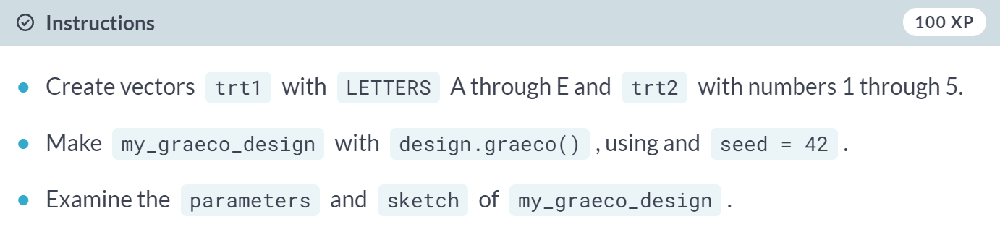 Instructions 100 XP
Create vectors trt1 with LETTERS A through E and trt2 with numbers 1 through 5.
Make my_graeco_design with design.graeco() , using and seed = 42 .
Examine the parameters and sketch of my_graeco_design .